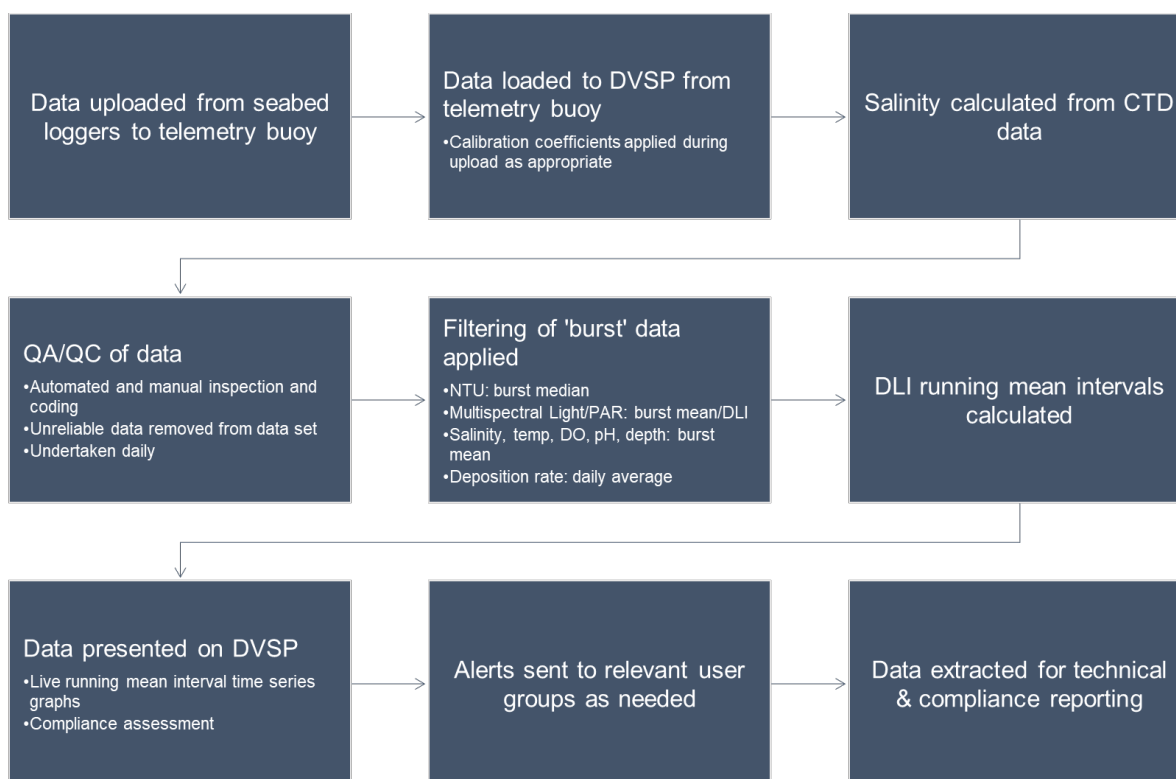 Data uploaded from seabed
loggers to telemetry buoy
Data loaded to DVSP from
telemetry buoy
•Calibration coefficients applied during
upload as appropriate
Salinity calculated from CTD
data
QA/QC of data
•Automated and manual inspection and
coding
•Unreliable data removed from data set
•Undertaken daily
Filtering of 'burst' data
applied
•NTU: burst median
•Multispectral Light/PAR: burst mean/DLI
•Salinity, temp, DO, pH, depth: burst
mean
•Deposition rate: daily average
DLI running mean intervals
calculated
Data presented on DVSP
•Live running mean interval time series
graphs
•Compliance assessment
Alerts sent to relevant user
groups as needed
Data extracted for technical
& compliance reporting